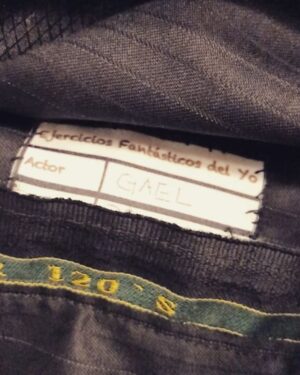 Ejercicios Fantásticos del Yo
Actor GAEL
120'S